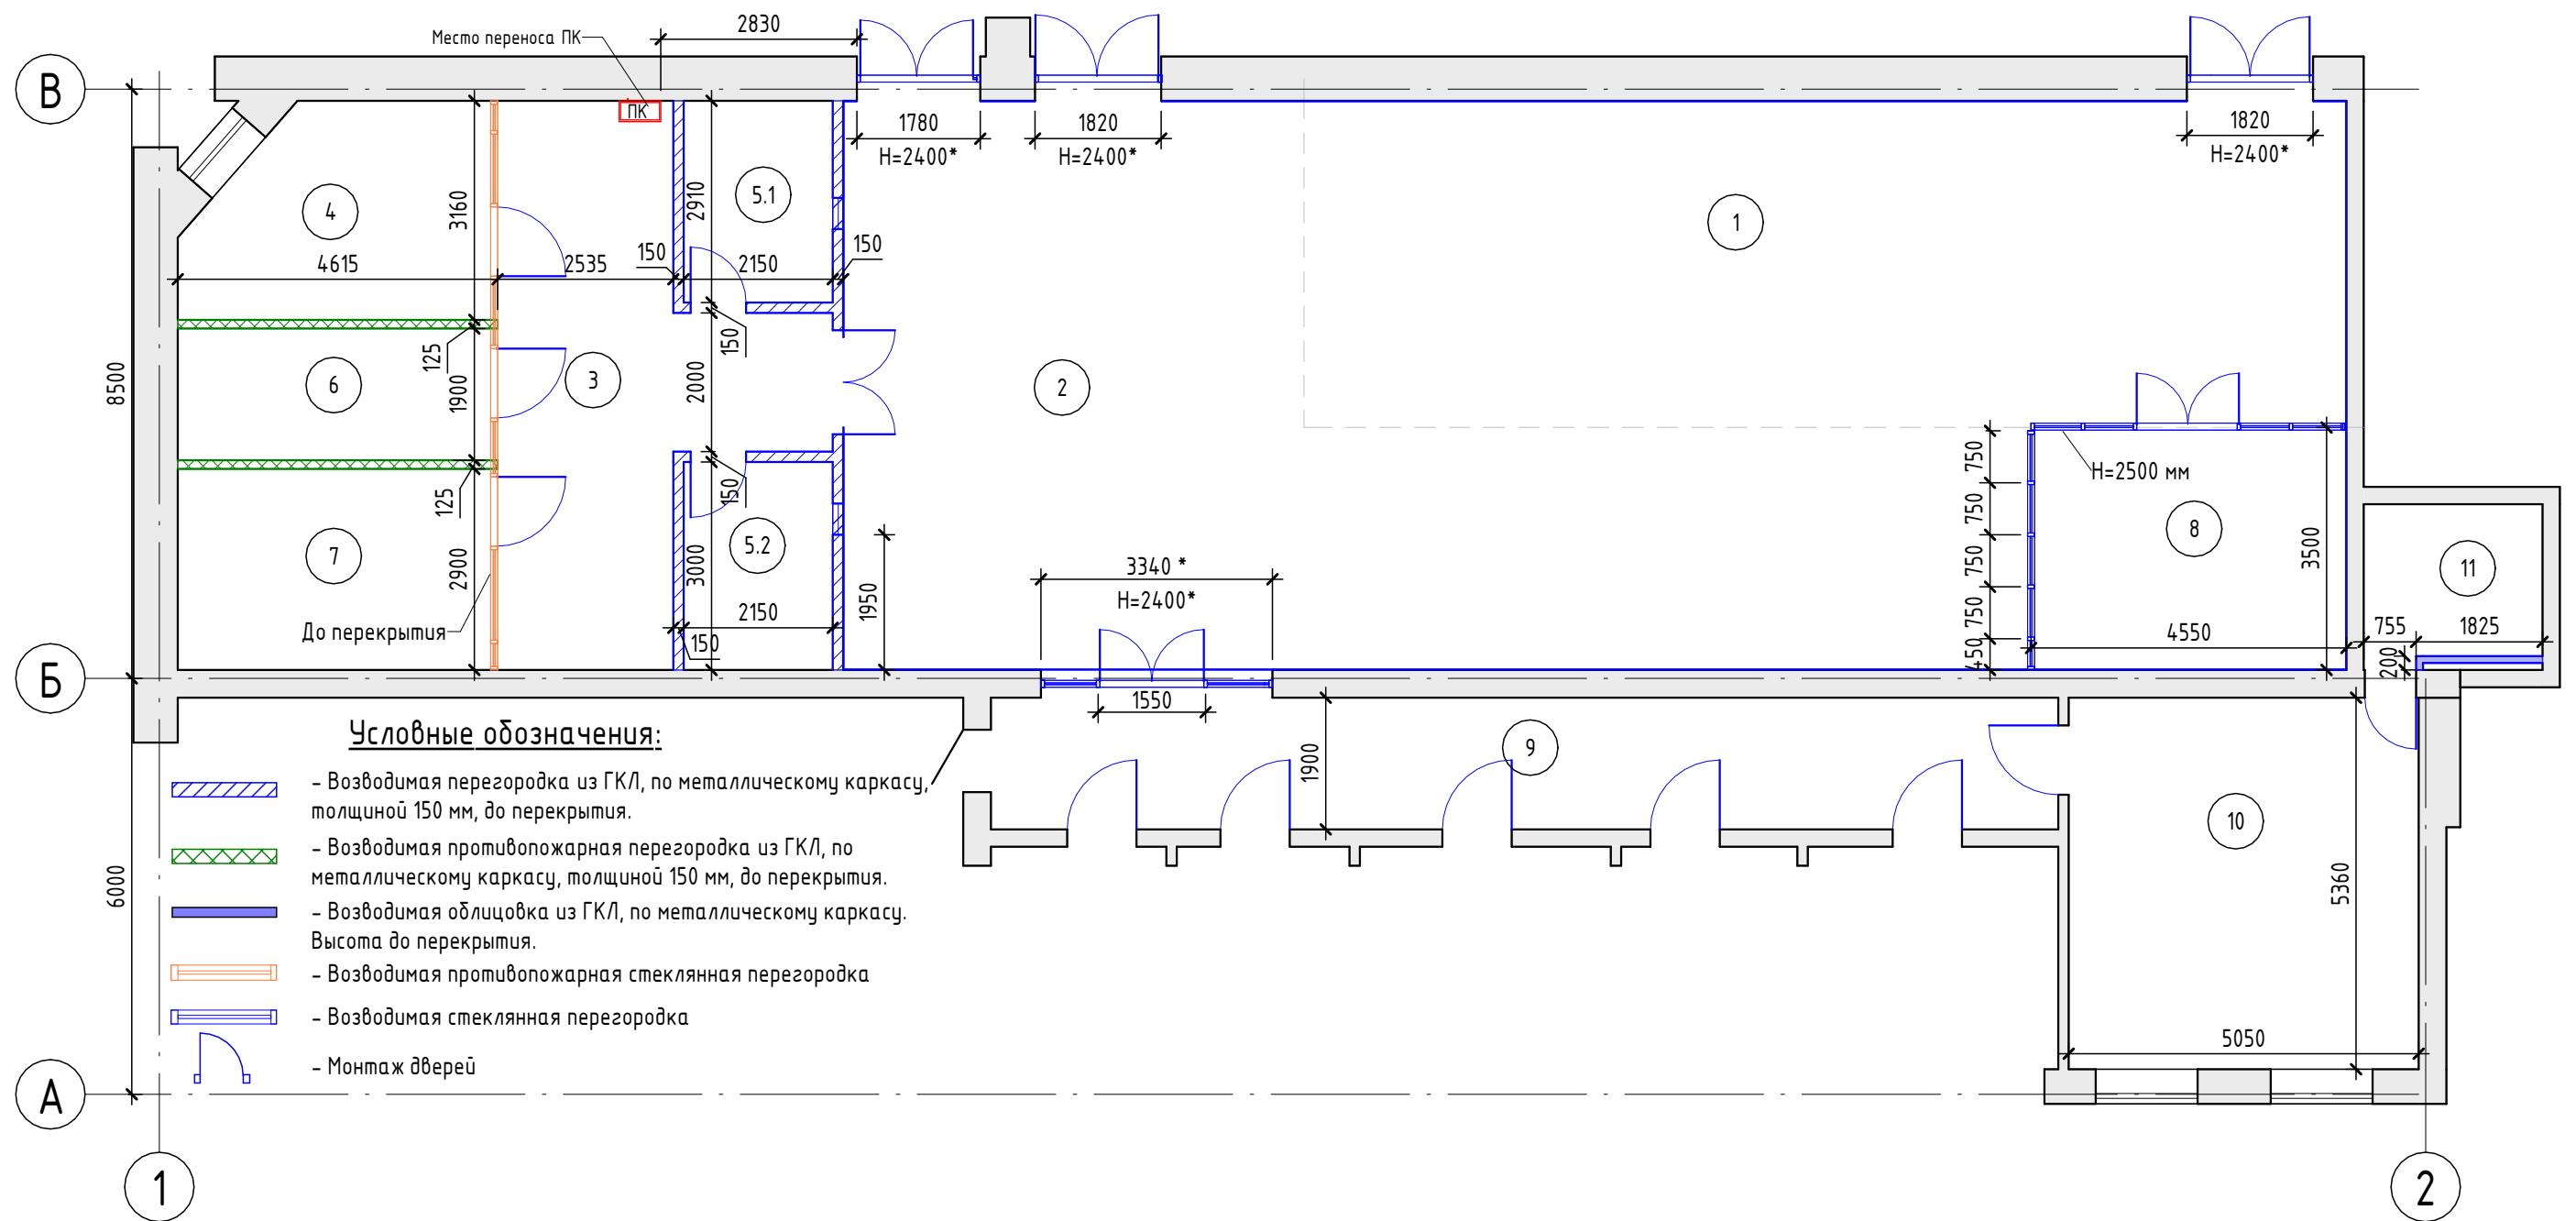 2830
Место переноса ПК
В
ПК
1780
1820
1820
Н=2400*
Н=2400*
Н=2400*
5.1
2910
4
3160
1
150
150
4615
2535
2150
150
125
8500
6
1900
3
2000
2
750
Н=2500 мм
125
150
750
7
2900
5.2
3000
8
3500
750
3340 *
11
Н=2400*
1950
750
До перекрытия
2150
150
4550
755
1825
450
200
Б
1550
Условные обозначения:
9
1900
- Возводимая перегородка из ГКЛ, по металлическому каркасу,
толщиной 150 мм, до перекрытия.
10
- Возводимая противопожарная перегородка из ГКЛ, по
металлическому каркасу, толщиной 150 мм, до перекрытия.
6000
5360
- Возводимая облицовка из ГКЛ, по металлическому каркасу.
Высота до перекрытия.
- Возводимая противопожарная стеклянная перегородка
- Возводимая стеклянная перегородка
5050
- Монтаж дверей
А
1
2